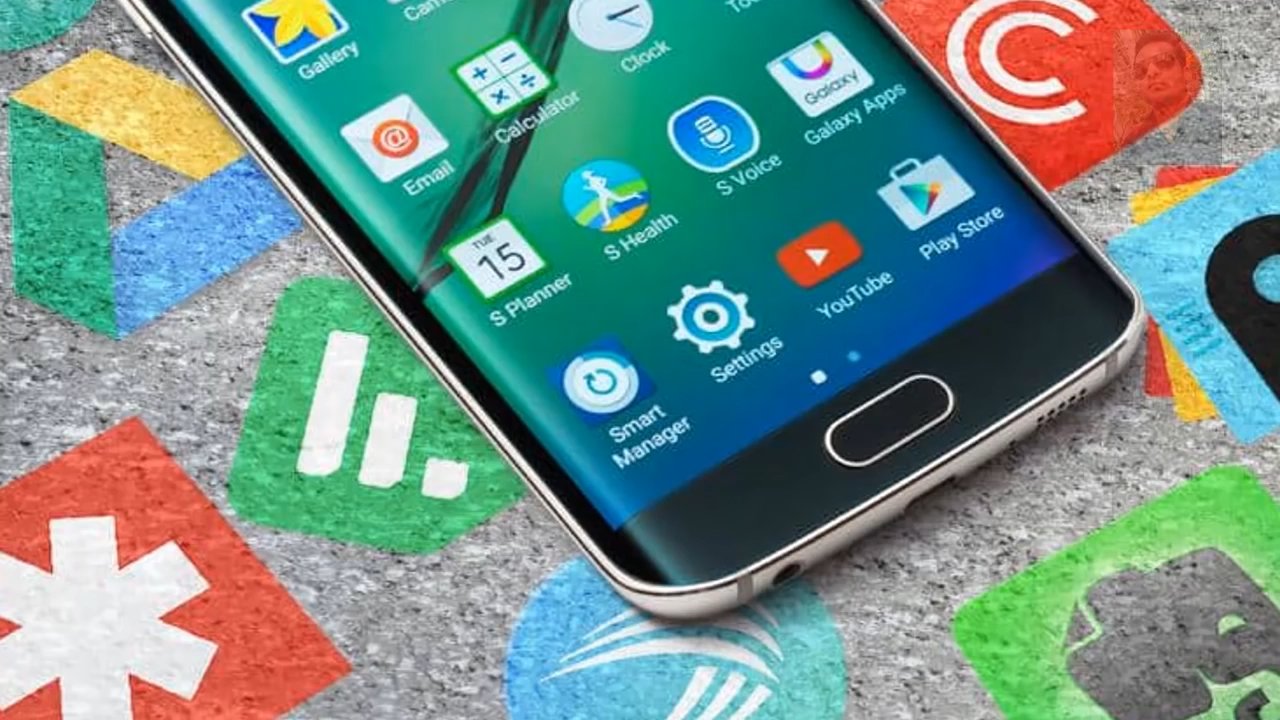 Gallery
Clock
Calculator
Email
@
Galaxy
Galaxy Apps
S Voice
S Health
Play Store
TUE
15
S Planner
YouTube
Settings
Smart
Manager